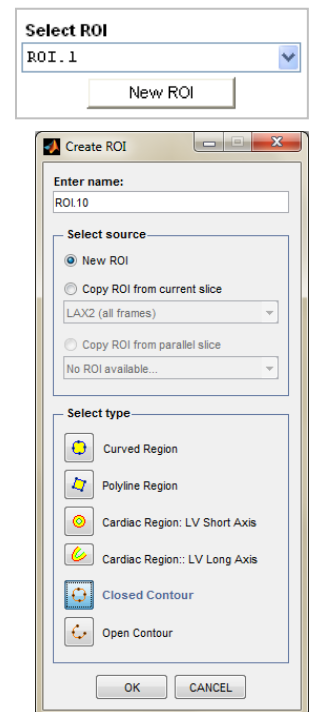 Select ROI
ROI.1
New ROI
Create ROI
Enter name:
ROI.10
Select source
New ROI
Copy ROI from current slice
LAX2 (all frames)
Copy ROI from parallel slice
No ROI available...
Select type
Curved Region
Polyline Region
Cardiac Region: LV Short Axis
Cardiac Region:: LV Long Axis
Closed Contour
Open Contour
OK CANCEL